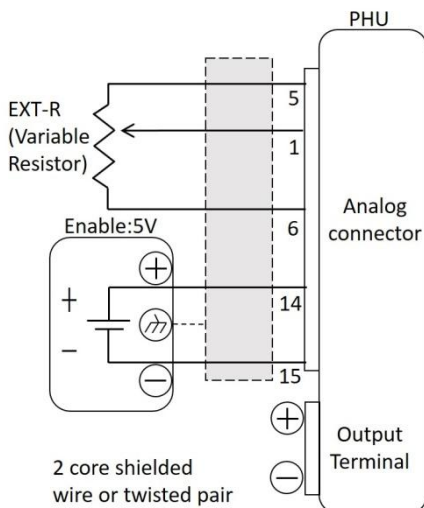 PHU
EXT-R
(Variable
Resistor)
5
1
6
Enable:5V
Analog
connector
+
+
14
−
−
15
+
Output
Terminal
−
2 core shielded
wire or twisted pair